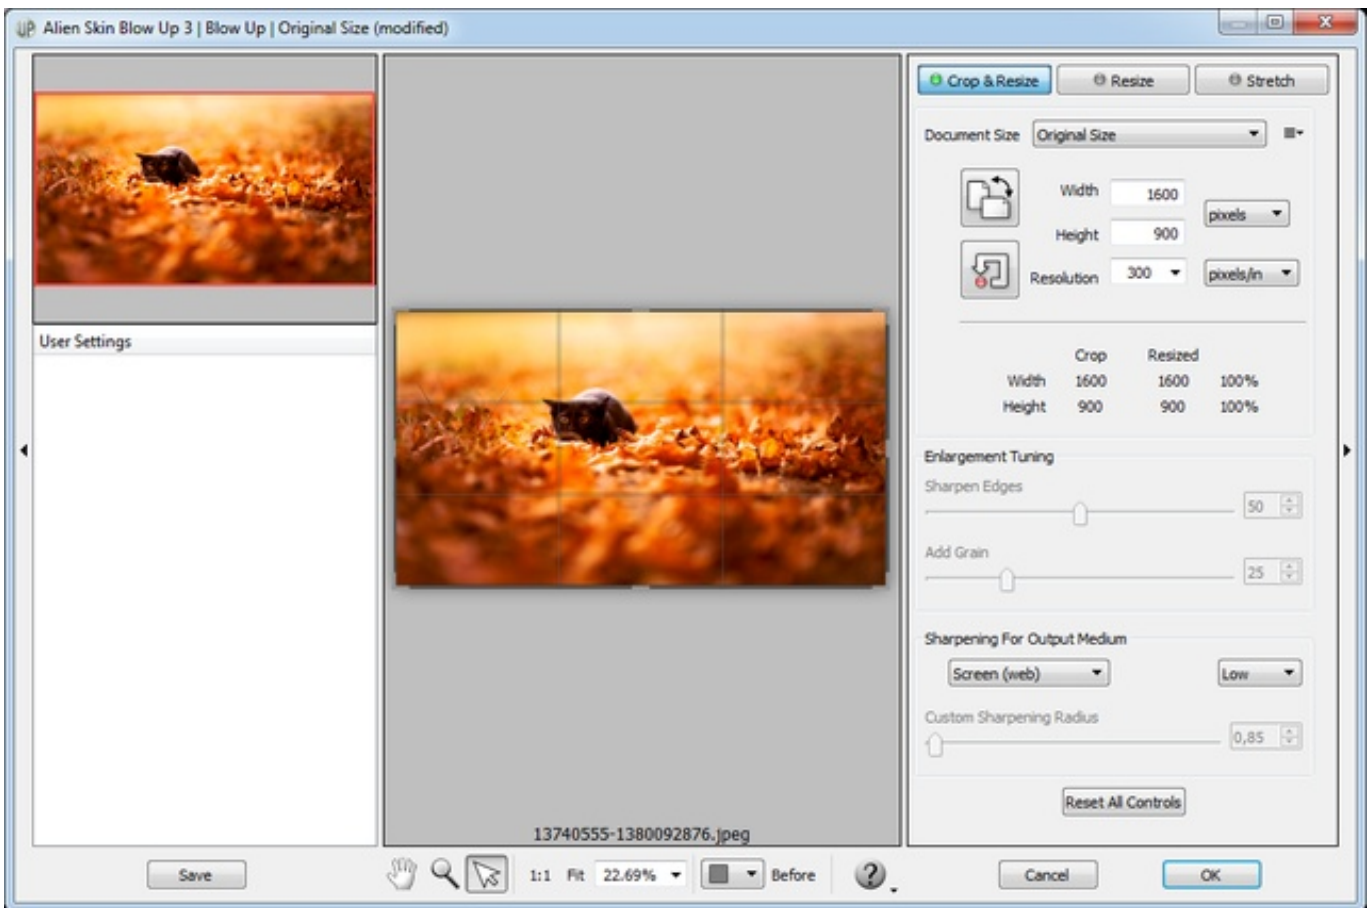 UP Alien Skin Blow Up 3 | Blow Up | Original Size (modified)
Crop & Resize Resize Stretch
Document Size Original Size
Width 1600
pixels
Height 900
Resolution 300 pixels/in
User Settings
Crop Resized
Width 1600 1600 100%
Height 900 900 100%
Enlargement Tuning
Sharpen Edges
50
Add Grain
25
Sharpening For Output Medium
Screen (web) Low
Custom Sharpening Radius
0,85
Reset All Controls
13740555-1380092876.jpeg
Save 1:1 Fit 22.69% Before ? Cancel OK